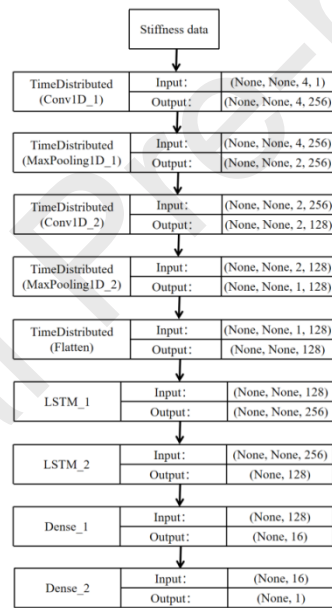 Stiffness data
TimeDistributed
(Conv1D_1)
Input:
(None, None, 4, 1)
Output:
(None, None, 4, 256)
TimeDistributed
(MaxPooling1D_1)
Input:
(None, None, 4, 256)
Output:
(None, None, 2, 256)
TimeDistributed
(Conv1D_2)
Input:
(None, None, 2, 256)
Output:
(None, None, 2, 128)
TimeDistributed
(MaxPooling1D_2)
Input:
(None, None, 2, 128)
Output:
(None, None, 1, 128)
TimeDistributed
(Flatten)
Input:
(None, None, 1, 128)
Output:
(None, None, 128)
LSTM_1
Input:
(None, None, 128)
Output:
(None, None, 256)
LSTM_2
Input:
(None, None, 256)
Output:
(None, 128)
Dense_1
Input:
(None, 128)
Output:
(None, 16)
Dense_2
Input:
(None, 16)
Output:
(None, 1)